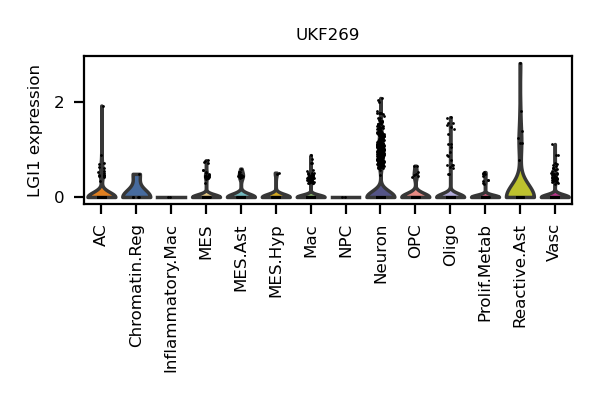 UKF269
LGI1 expression
2
0
AC
Chromatin.Reg
Inflammatory.Mac
MES
MES.Ast
MES.Hyp
Mac
NPC
Neuron
OPC
Oligo
Prolif.Metab
Reactive.Ast
Vasc